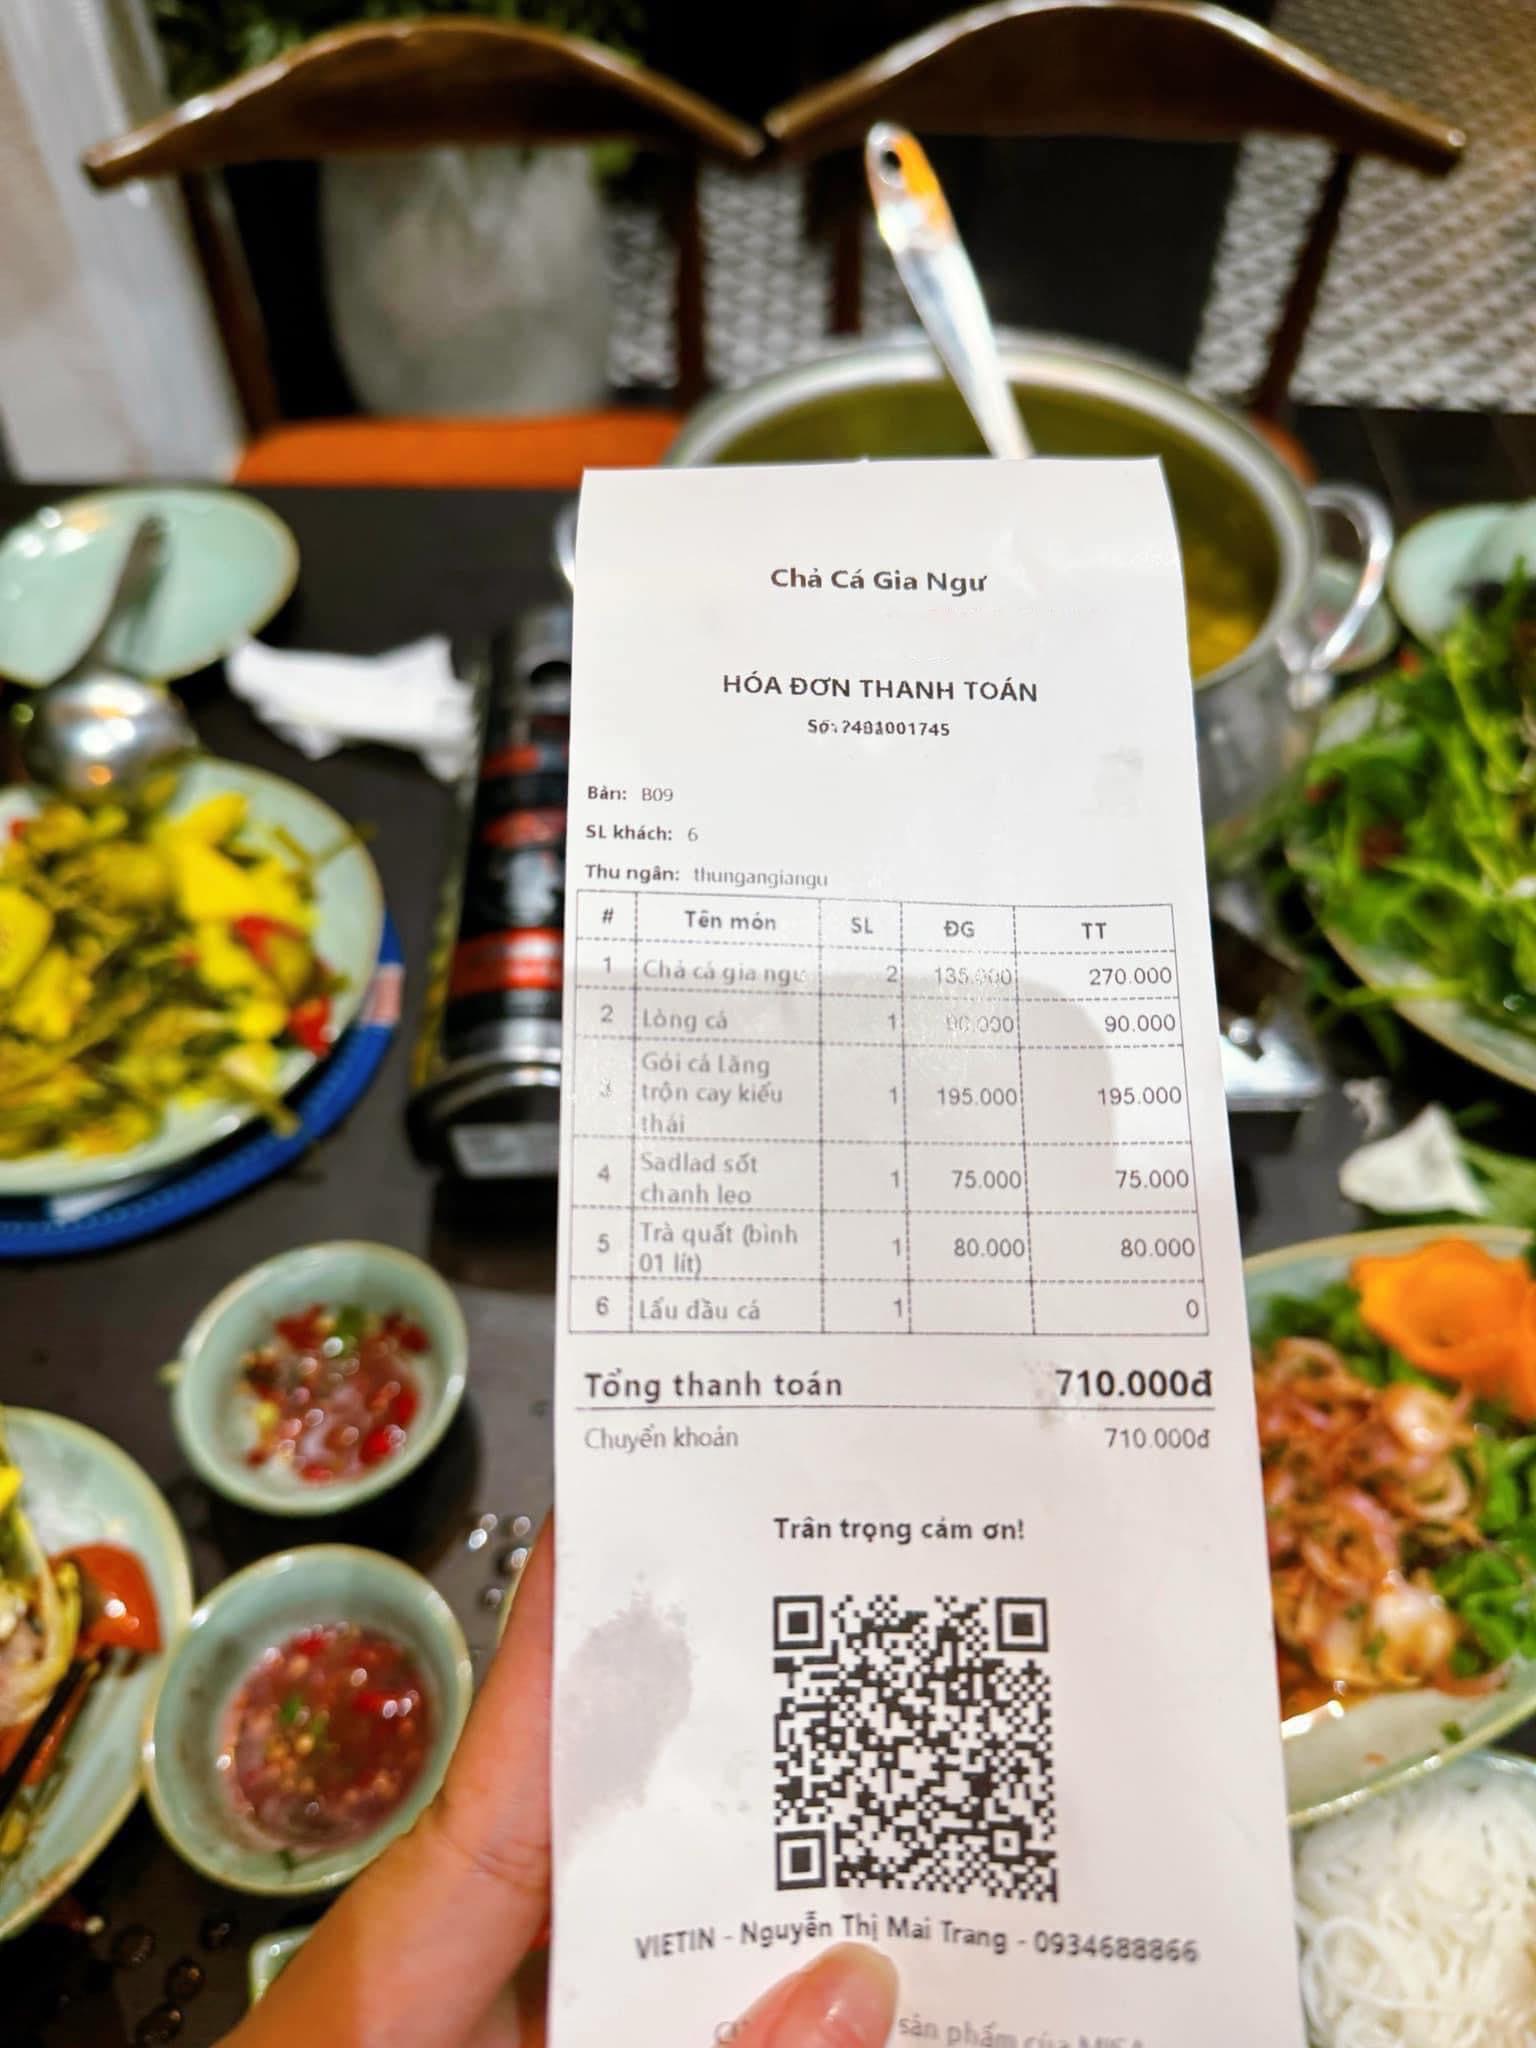 Chả Cá Gia Ngư
HÓA ĐƠN THANH TOÁN
Số:
Bàn: B09
SL khách: 6
Thu ngân: thungangiangu
# Tên món SL ĐG TT
1 Chả cá gia ngư 2 135.000 270.000
2 Lòng cá 1 90.000 90.000
3 Gỏi cá Lăng
trộn cay kiểu 1 195.000 195.000
thái
4 Sadlad sốt
chanh leo 1 75.000 75.000
5 Trà quất (bình
01 lít) 1 80.000 80.000
6 Lẩu đầu cá 1 0
Tổng thanh toán 710.000đ
Chuyển khoản 710.000đ
Trân trọng cảm ơn!
VIETIN - Nguyễn Thị Mai Trang - 0934688866
sản phẩm của MISA